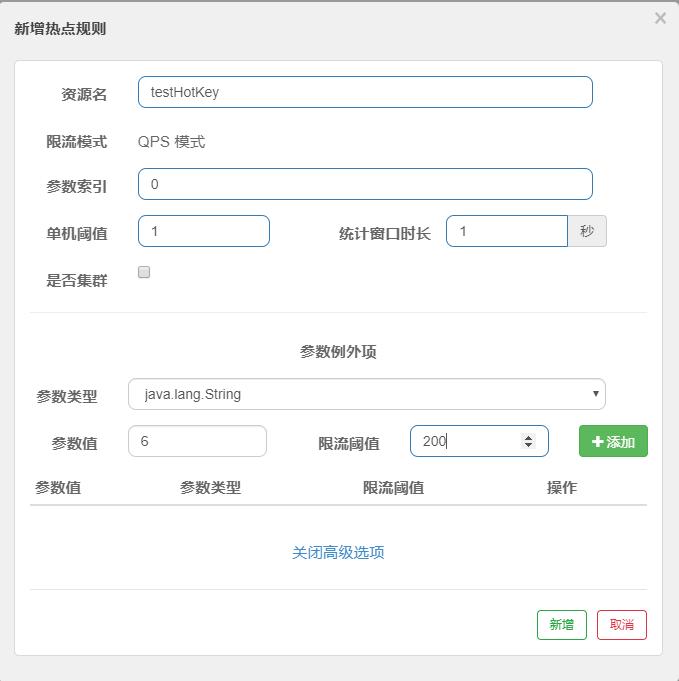 新增热点规则 ×
资源名 testHotKey
限流模式 QPS 模式
参数索引 0
单机阈值 1 统计窗口时长 1 秒
是否集群
参数例外项
参数类型 java.lang.String
参数值 6 限流阈值 200 添加
参数值 参数类型 限流阈值 操作
关闭高级选项
新增 取消